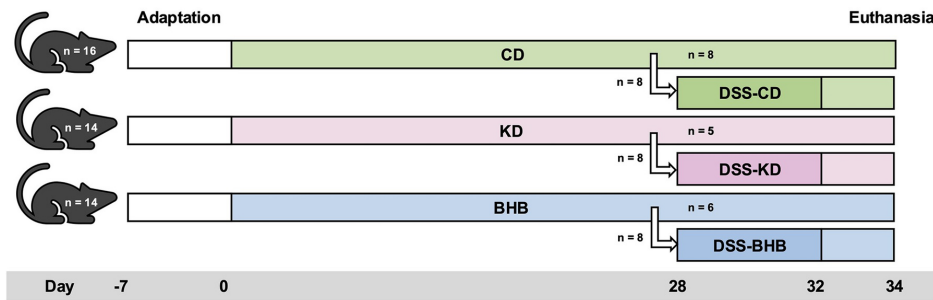 Adaptation Euthanasia
n = 16 CD n = 8
n = 8 DSS-CD
n = 14 KD n = 5
n = 8 DSS-KD
n = 14 BHB n = 6
n = 8 DSS-BHB
Day -7 0 28 32 34